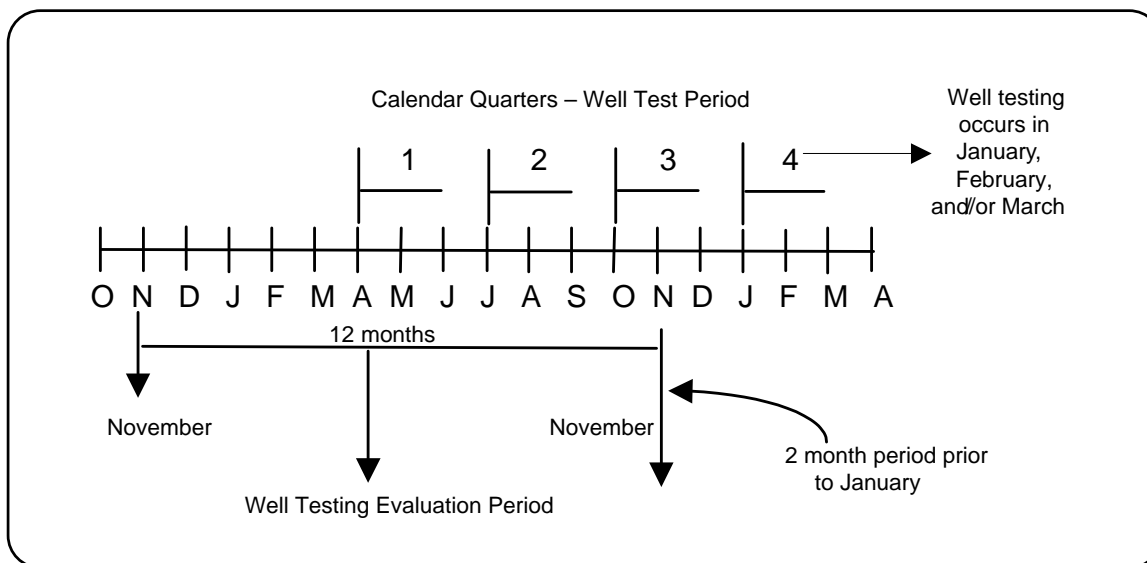 Calendar Quarters – Well Test Period
Well testing
occurs in
January,
February,
and/or March
1 2 3 4
O N D J F M A M J J A S O N D J F M A
12 months
November
November
2 month period prior
to January
Well Testing Evaluation Period